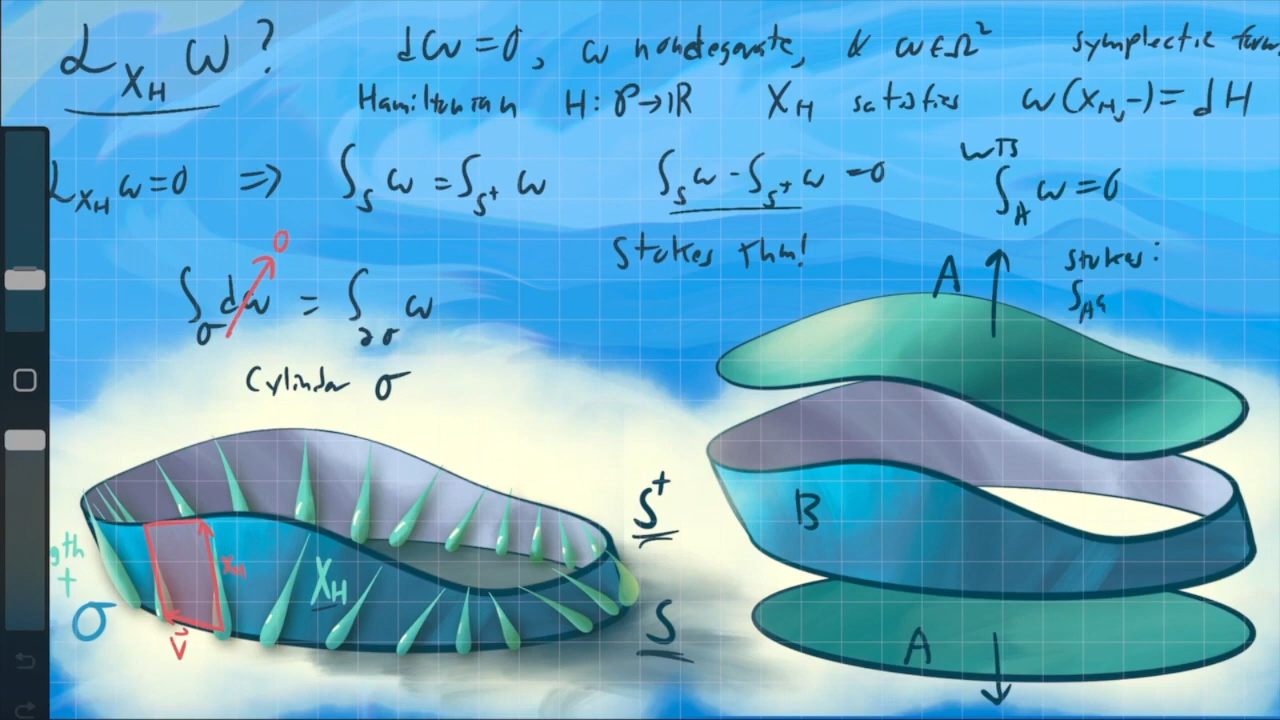 ℒ_{X_H} ω ?
dω = 0, ω nondegenerate, & ω ∈ Ω² symplectic form
Hamiltonian H: 𝒫 → ℝ X_H satisfies ω(X_H, –) = dH
ℒ_{X_H} ω = 0 ⇒ ∫_S ω = ∫_{S⁺} ω ∫_S ω - ∫_{S⁺} ω = 0
WTS
∫_A ω = 0
Stokes Thm!
Stokes:
∫_A
0
∫_σ dω = ∫_{∂σ} ω
Cylinder σ
A
S⁺
B
X_H
X_H
t
σ
S
v⃗
A